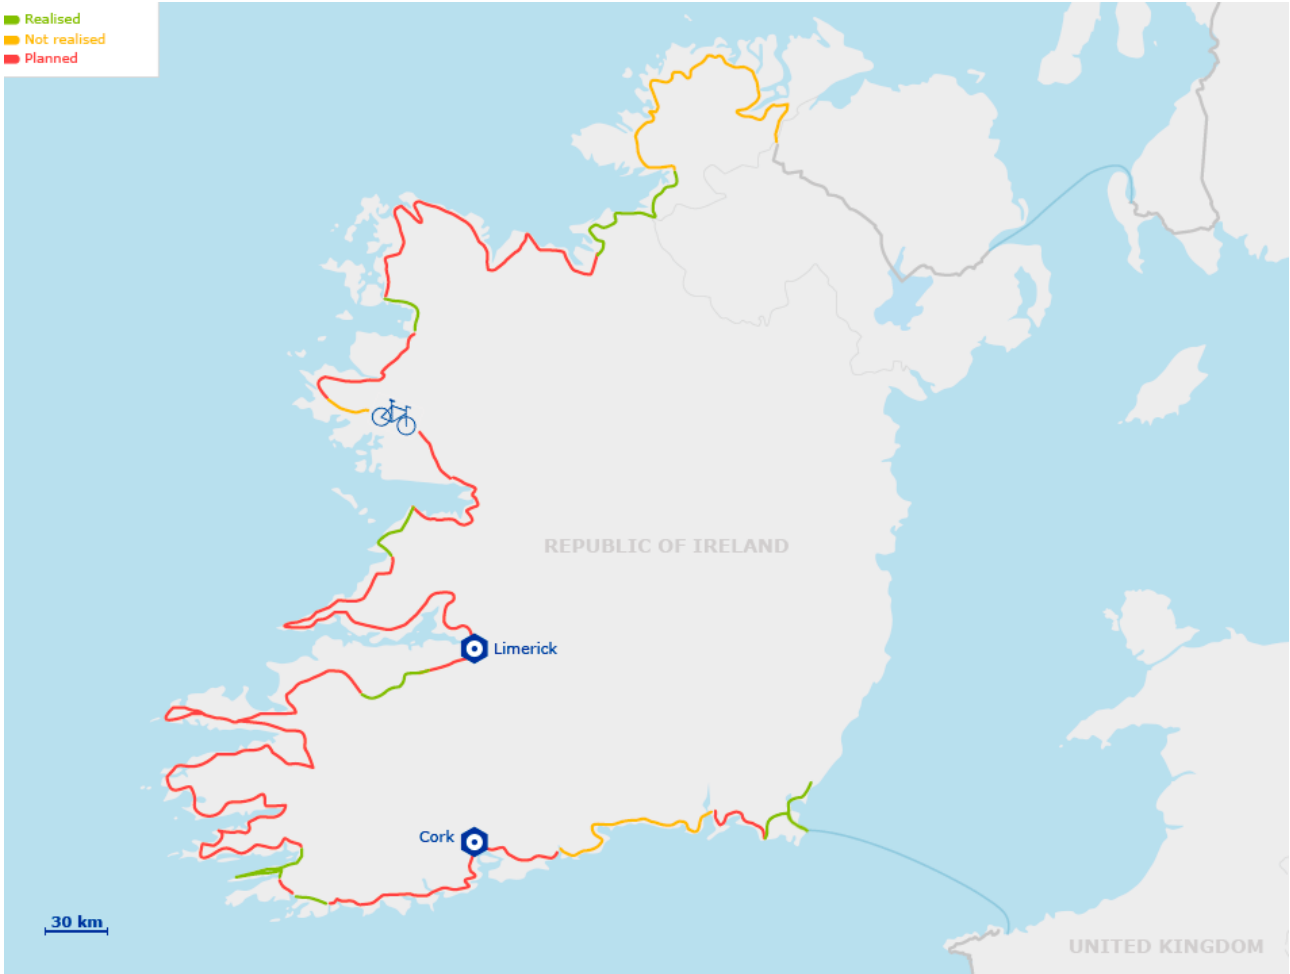 Realised
Not realised
Planned
REPUBLIC OF IRELAND
Limerick
Cork
30 km
UNITED KINGDOM